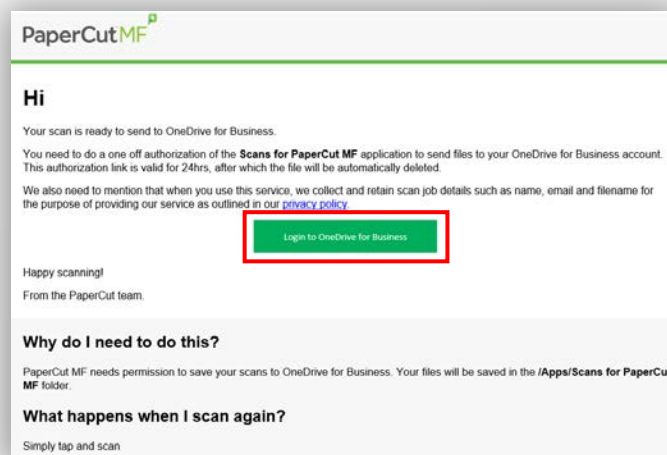 PaperCutMF
Hi
Your scan is ready to send to OneDrive for Business.
You need to do a one off authorization of the Scans for PaperCut MF application to send files to your OneDrive for Business account.
This authorization link is valid for 24hrs, after which the file will be automatically deleted.
We also need to mention that when you use this service, we collect and retain scan job details such as name, email and filename for
the purpose of providing our service as outlined in our privacy policy.
Login to OneDrive for Business
Happy scanning!
From the PaperCut team.
Why do I need to do this?
PaperCut MF needs permission to save your scans to OneDrive for Business. Your files will be saved in the /Apps/Scans for PaperCu
MF folder.
What happens when I scan again?
Simply tap and scan